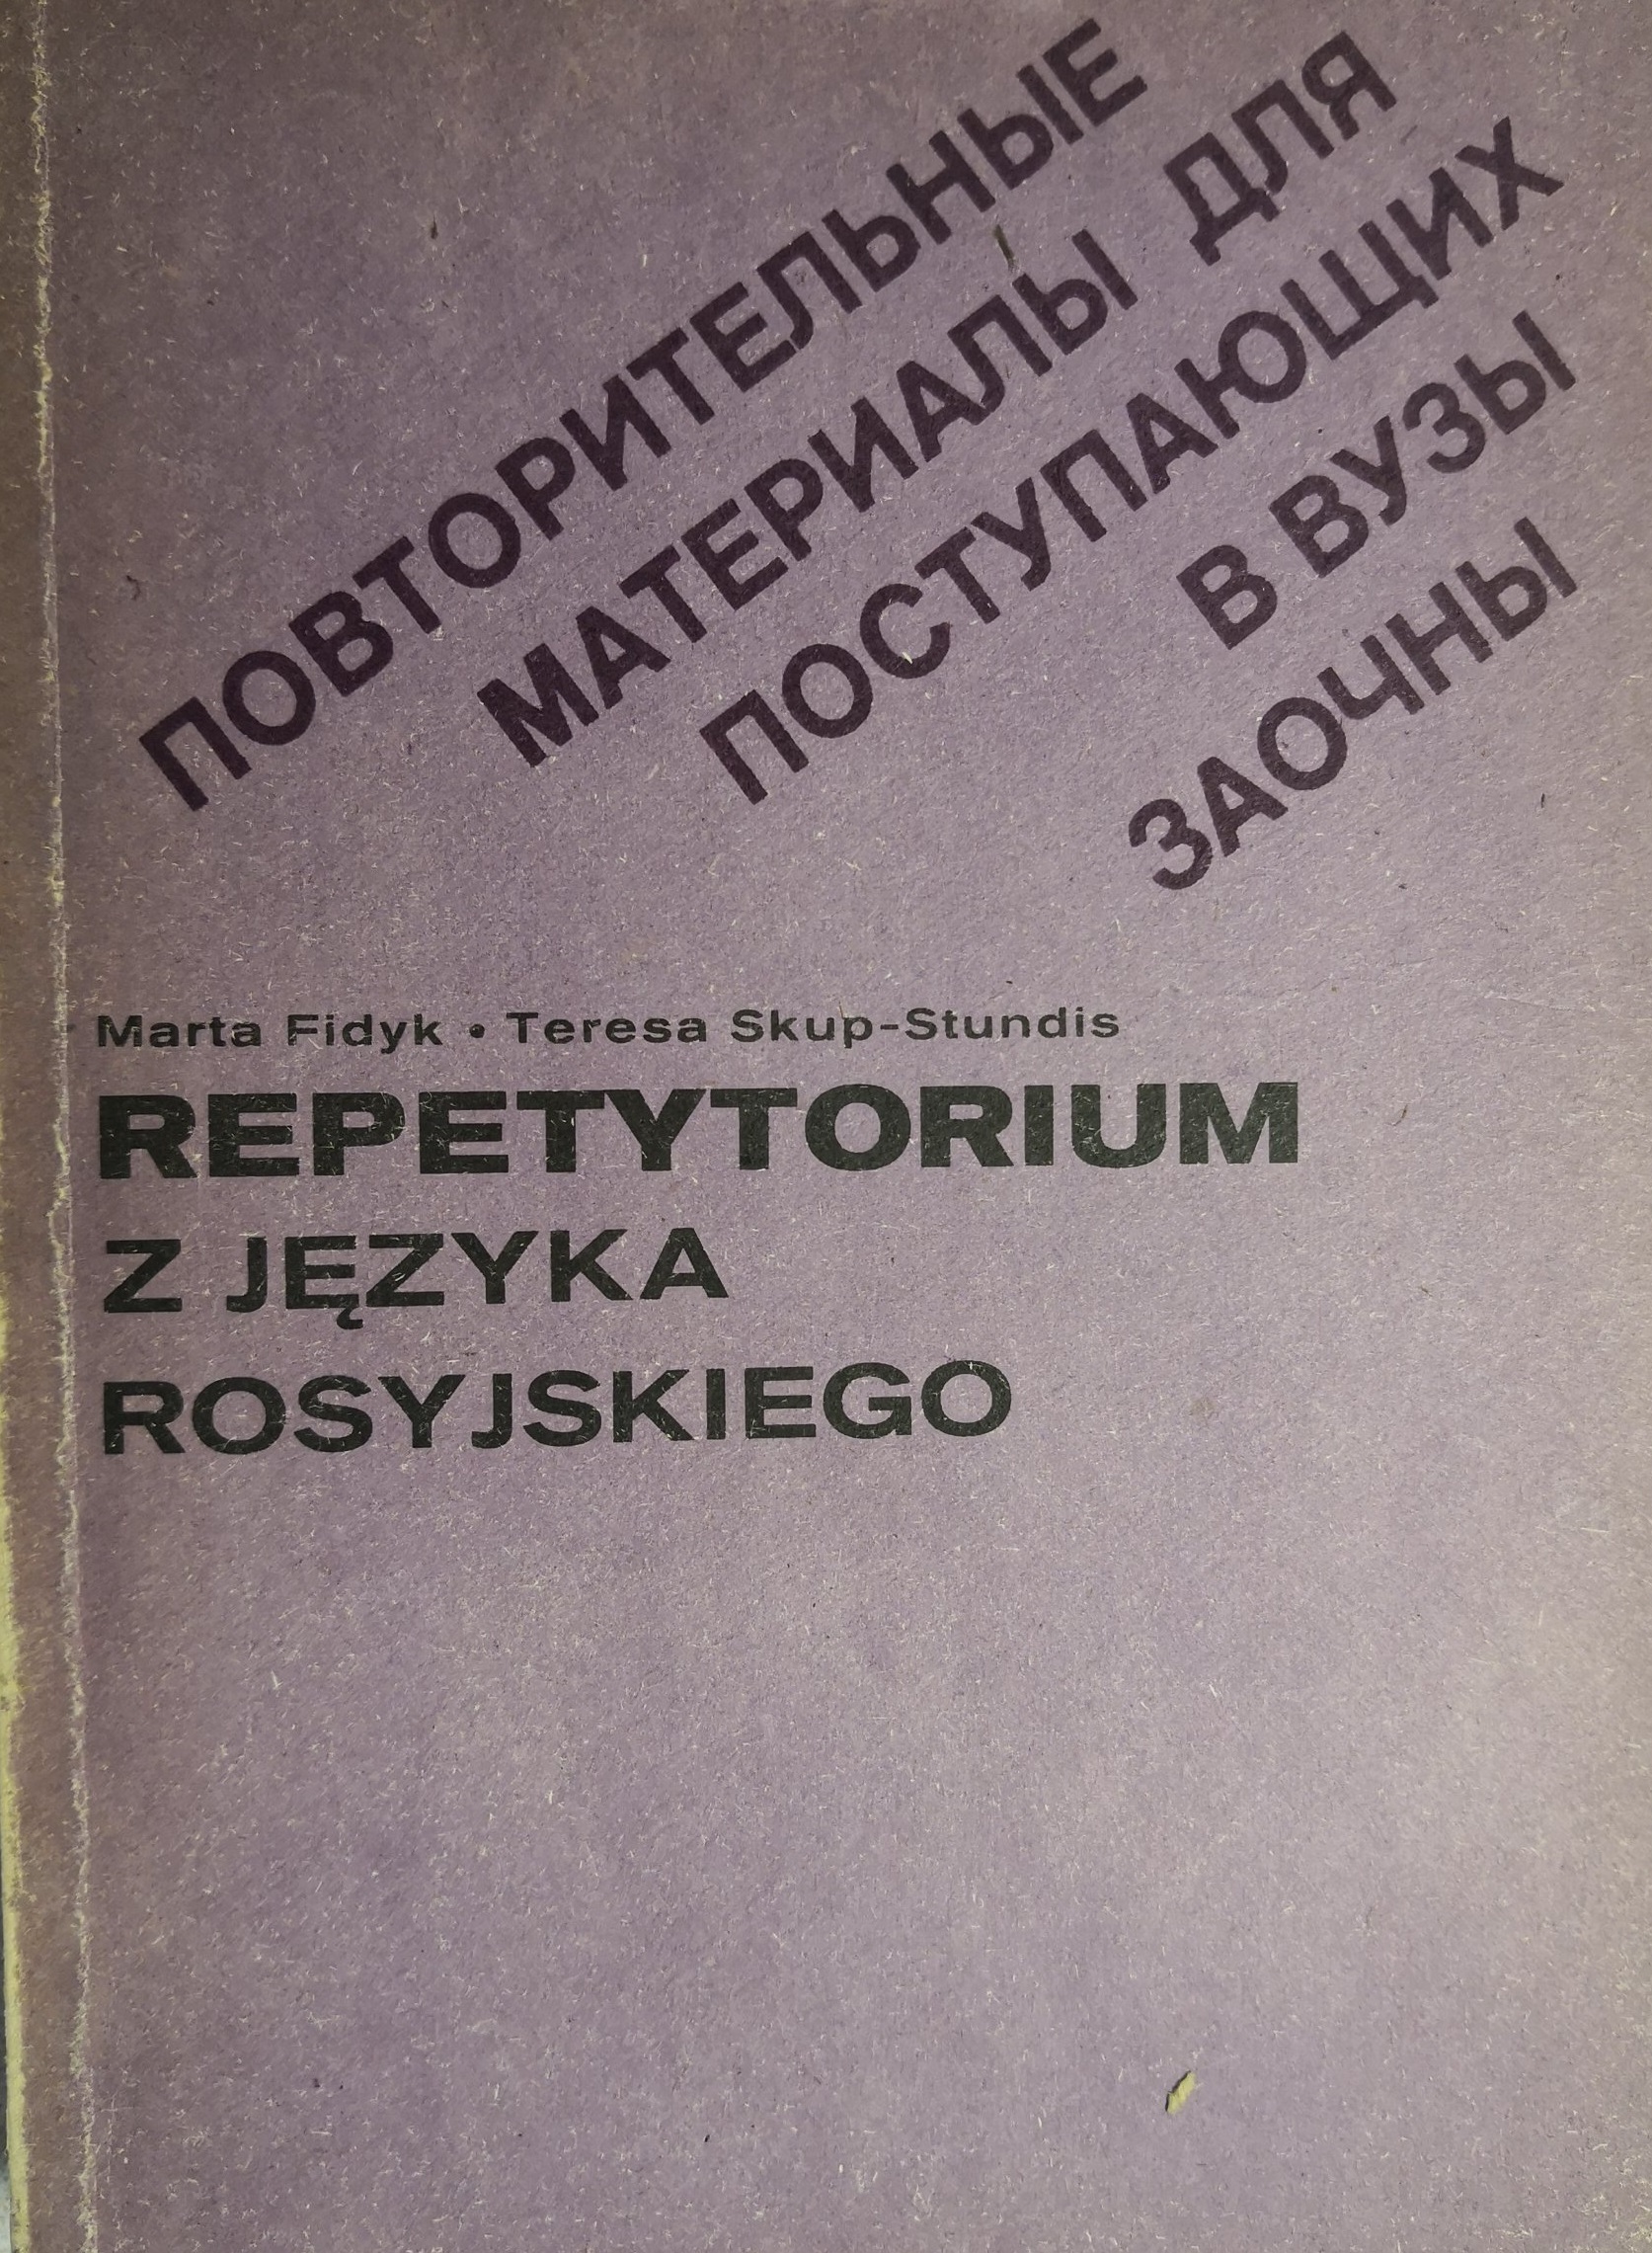 ПОВТОРИТЕЛЬНЫЕ
МАТЕРИАЛЫ ДЛЯ
ПОСТУПАЮЩИХ
В ВУЗЫ
ЗАОЧНЫ
Marta Fidyk • Teresa Skup-Stundis
REPETYTORIUM
Z JĘZYKA
ROSYJSKIEGO